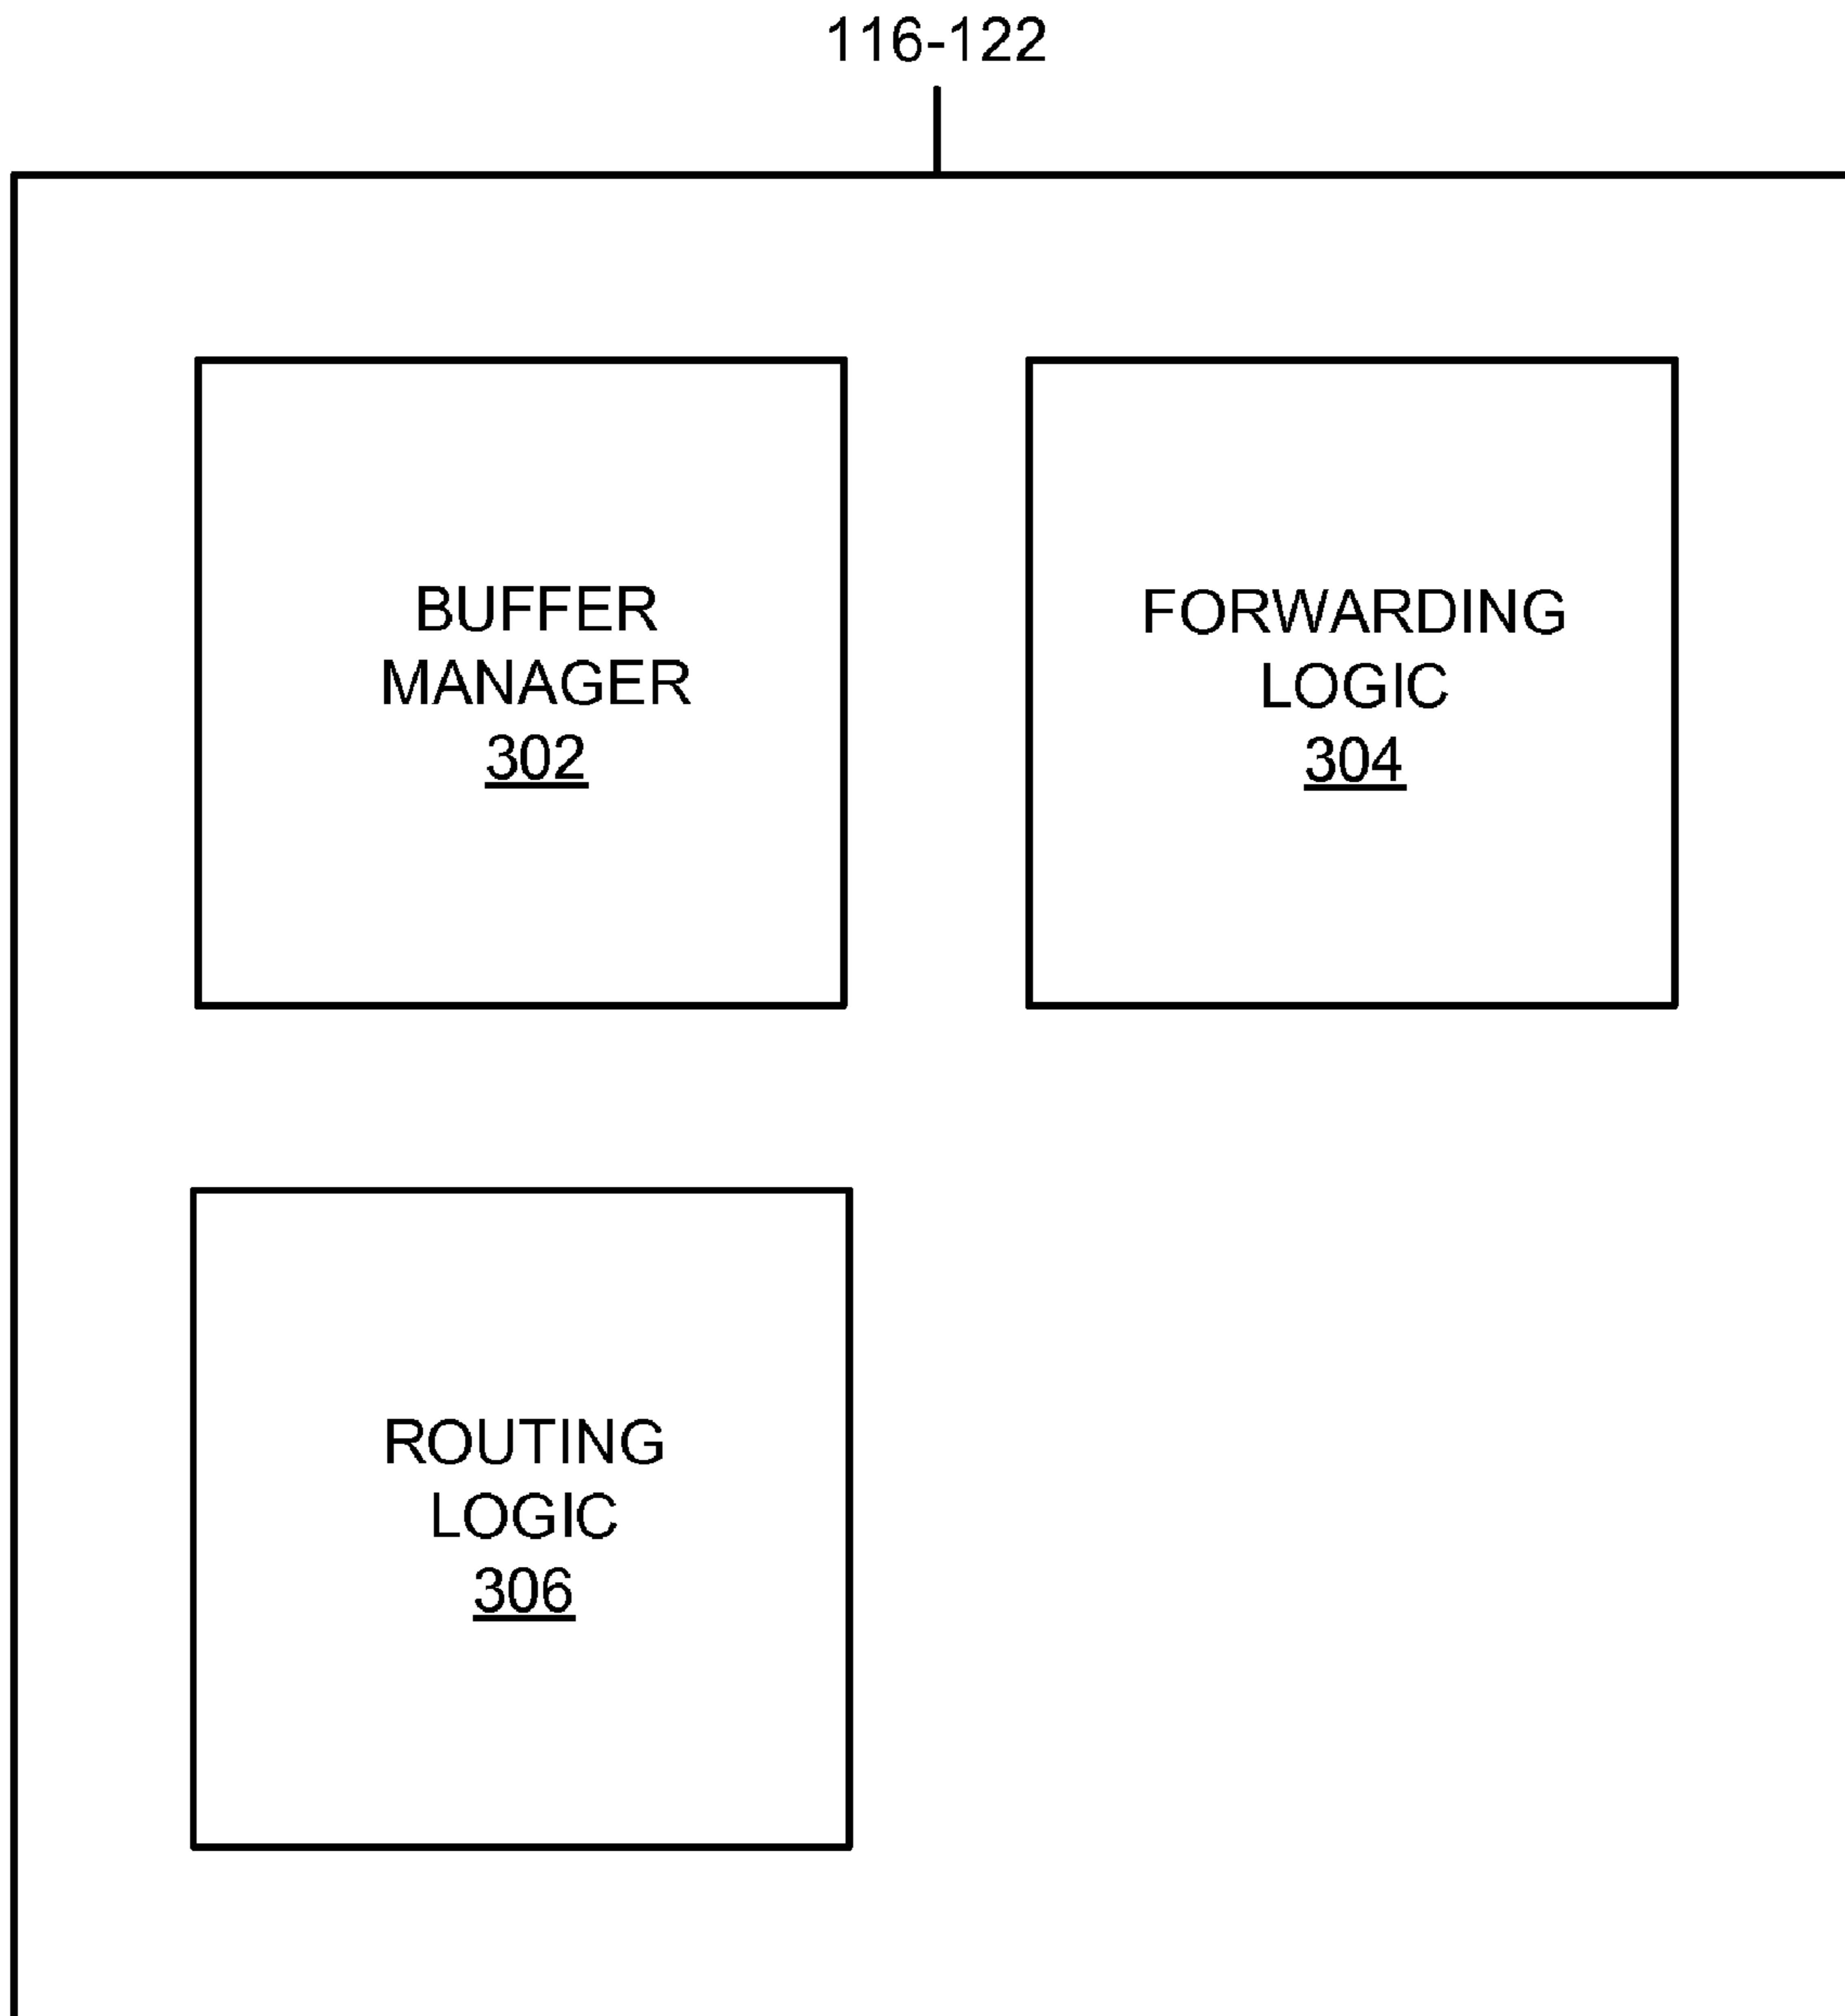 116-122
BUFFER
MANAGER
302
FORWARDING
LOGIC
304
ROUTING
LOGIC
306